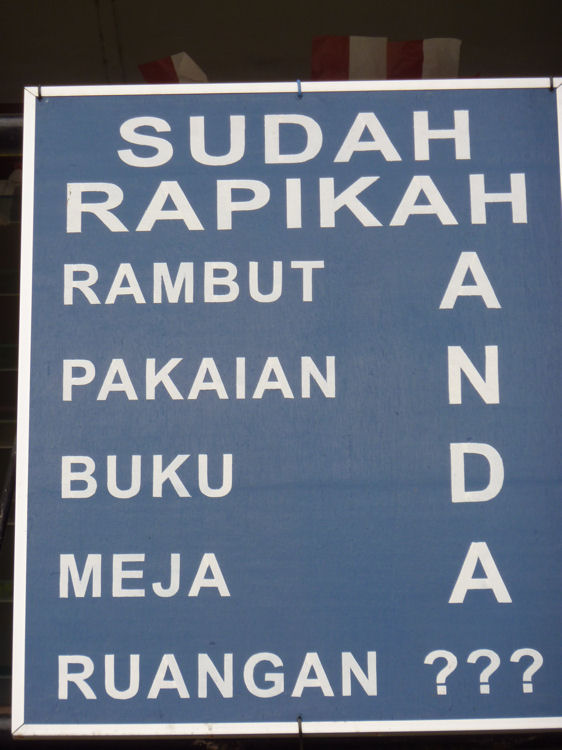 SUDAH
RAPIKAH
RAMBUT A
PAKAIAN N
BUKU D
MEJA A
RUANGAN ???